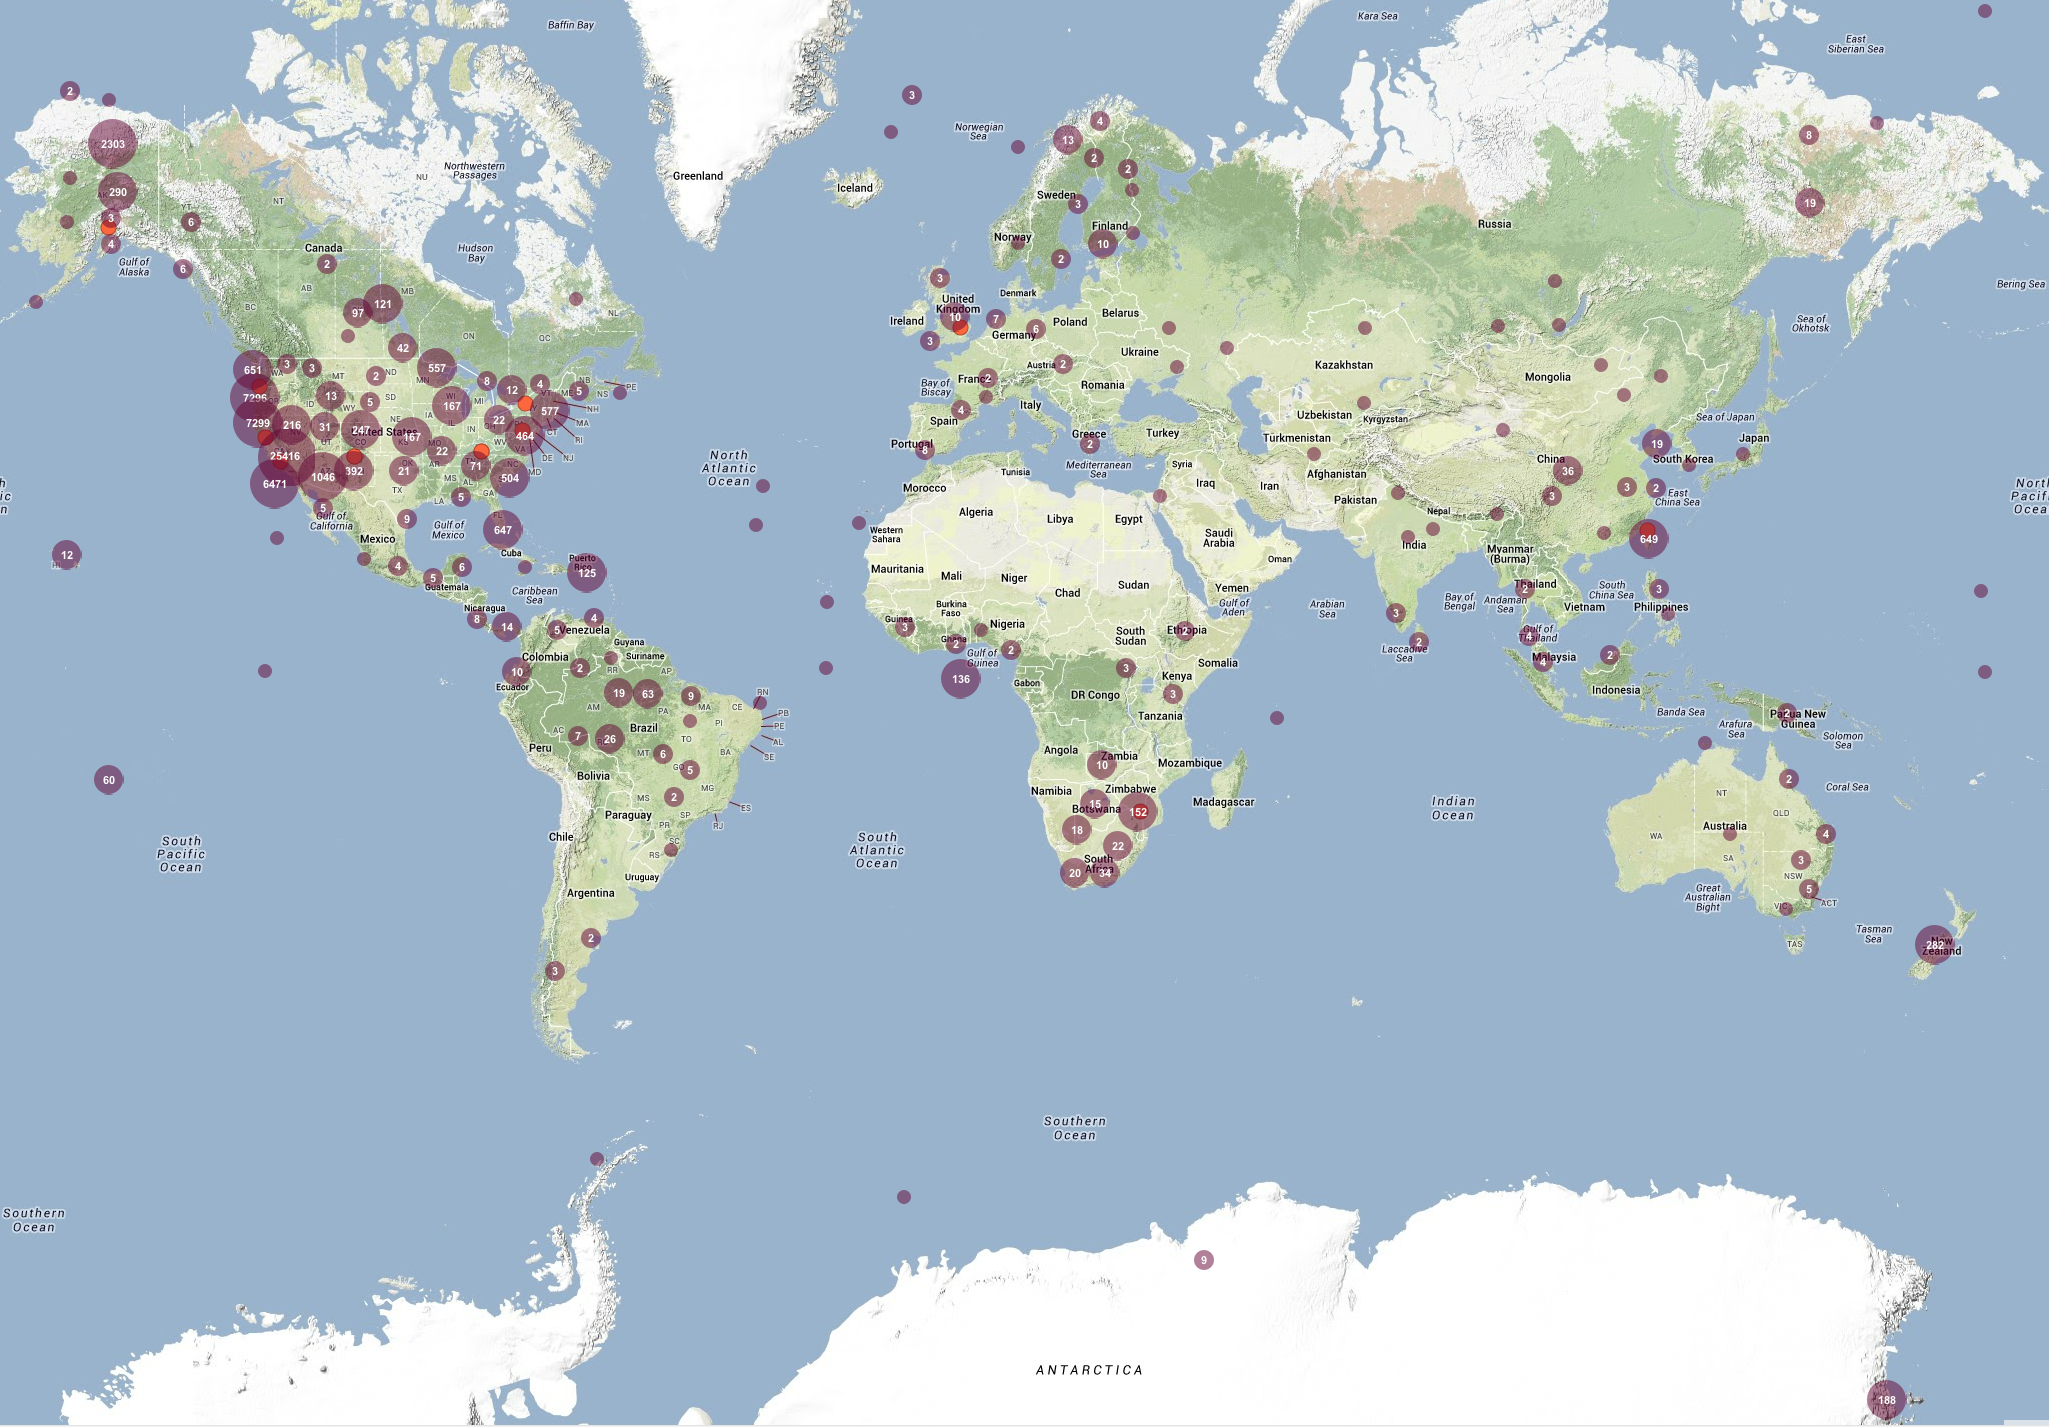 Baffin Bay
Kara Sea
East
Siberian Sea
2
3
2303
Norwegian
Sea
4
13
8
Northwestern
Passages
NU
Greenland
2
2
Iceland
290
NT
YT
Sweden
3
19
3
6
Finland
10
Russia
4
Norway
Canada
2
Hudson
Bay
Gulf of
Alaska
6
2
Bering Sea
AB
MB
BC
121
97
ON
QC
NL
3
United
Kingdom
10
Ireland
3
Denmark
7
Germany
6
Poland
Belarus
Sea of
Okhotsk
42
651
WA
3
3
MT
2
ND
557
MN
8
12
4
ME
5
NB
NS
PE
Ukraine
Austria
2
Kazakhstan
Mongolia
7296
ID
13
WY
5
SD
WI
167
MI
NH
Bay of
Biscay
France
2
Romania
7299
216
31
UT
247
CO
NE
IA
IL
IN
22
577
CT
MA
RI
4
Spain
Italy
Uzbekistan
Kyrgyzstan
Sea of Japan
United States
KS
167
MO
22
WV
VA
464
NJ
DE
MD
Portugal
8
Greece
2
Turkey
Turkmenistan
19
Japan
25416
392
21
AR
71
North
Atlantic
Ocean
Mediterranean
Sea
Tunisia
Syria
Afghanistan
China
36
South Korea
6471
1046
TX
MS
AL
GA
NC
504
LA
5
Morocco
Iraq
Iran
Pakistan
3
3
2
East
China Sea
5
Gulf of
California
9
Gulf of
Mexico
647
Western
Sahara
Algeria
Libya
Egypt
Nepal
Mexico
Cuba
Saudi
Arabia
India
Myanmar
(Burma)
649
12
HI
4
5
6
Guatemala
Puerto
Rico
125
Mauritania
Mali
Niger
Chad
Sudan
Oman
Yemen
Thailand
2
South
China Sea
3
Philippines
Caribbean
Sea
Burkina
Faso
Gulf of
Aden
Arabian
Sea
Bay of
Bengal
Andaman
Sea
Vietnam
Nicaragua
8
14
5
Venezuela
4
Guinea
3
Ghana
2
Nigeria
Ethiopia
2
South
Sudan
3
Gulf of
Thailand
4
Guyana
Suriname
Gulf of
Guinea
2
2
Laccadive
Sea
Colombia
2
RR
AP
Somalia
Malaysia
4
2
10
Ecuador
136
Gabon
3
Kenya
3
Indonesia
19
63
9
AM
PA
MA
CE
RN
DR Congo
Tanzania
Banda Sea
Arafura
Sea
2
Papua New
Guinea
Solomon
Sea
AC
7
26
Brazil
TO
PI
PB
PE
AL
SE
Peru
MT
6
BA
Angola
Zambia
10
Mozambique
60
Bolivia
GO
5
MG
Namibia
Zimbabwe
2
Coral Sea
MS
2
SP
ES
RJ
15
Botswana
152
Madagascar
Indian
Ocean
NT
QLD
Paraguay
PR
18
Australia
WA
4
South
Pacific
Ocean
Chile
SC
RS
South
Atlantic
Ocean
22
South
Africa
20
34
SA
3
NSW
Uruguay
Argentina
Great
Australian
Bight
5
VIC
ACT
2
Tasman
Sea
TAS
282
New
Zealand
3
Southern
Ocean
Southern
Ocean
9
ANTARCTICA
188